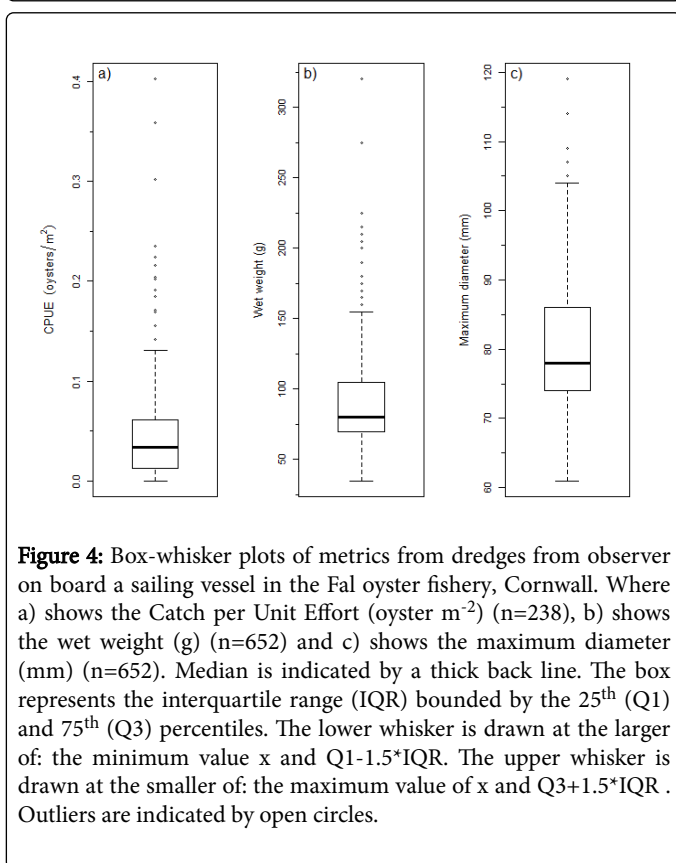 a)
0.4
0.3
0.2
0.1
0.0
CPUE (oysters/m²)
b)
300
250
200
150
100
50
Wet weight (g)
c)
120
110
100
90
80
70
60
Maximum diameter (mm)
Figure 4: Box-whisker plots of metrics from dredges from observer
on board a sailing vessel in the Fal oyster fishery, Cornwall. Where
a) shows the Catch per Unit Effort (oyster m⁻²) (n=238), b) shows
the wet weight (g) (n=652) and c) shows the maximum diameter
(mm) (n=652). Median is indicated by a thick back line. The box
represents the interquartile range (IQR) bounded by the 25th (Q1)
and 75th (Q3) percentiles. The lower whisker is drawn at the larger
of: the minimum value x and Q1-1.5*IQR. The upper whisker is
drawn at the smaller of: the maximum value of x and Q3+1.5*IQR .
Outliers are indicated by open circles.